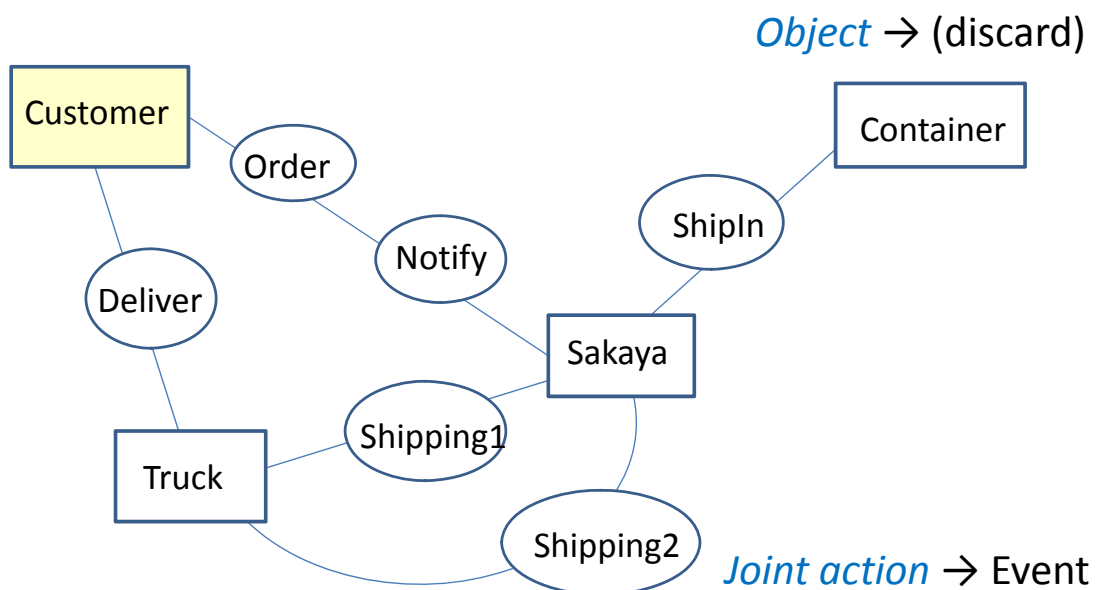 Object → (discard)
Customer
Container
Order
ShipIn
Notify
Deliver
Sakaya
Shipping1
Truck
Shipping2
Joint action → Event